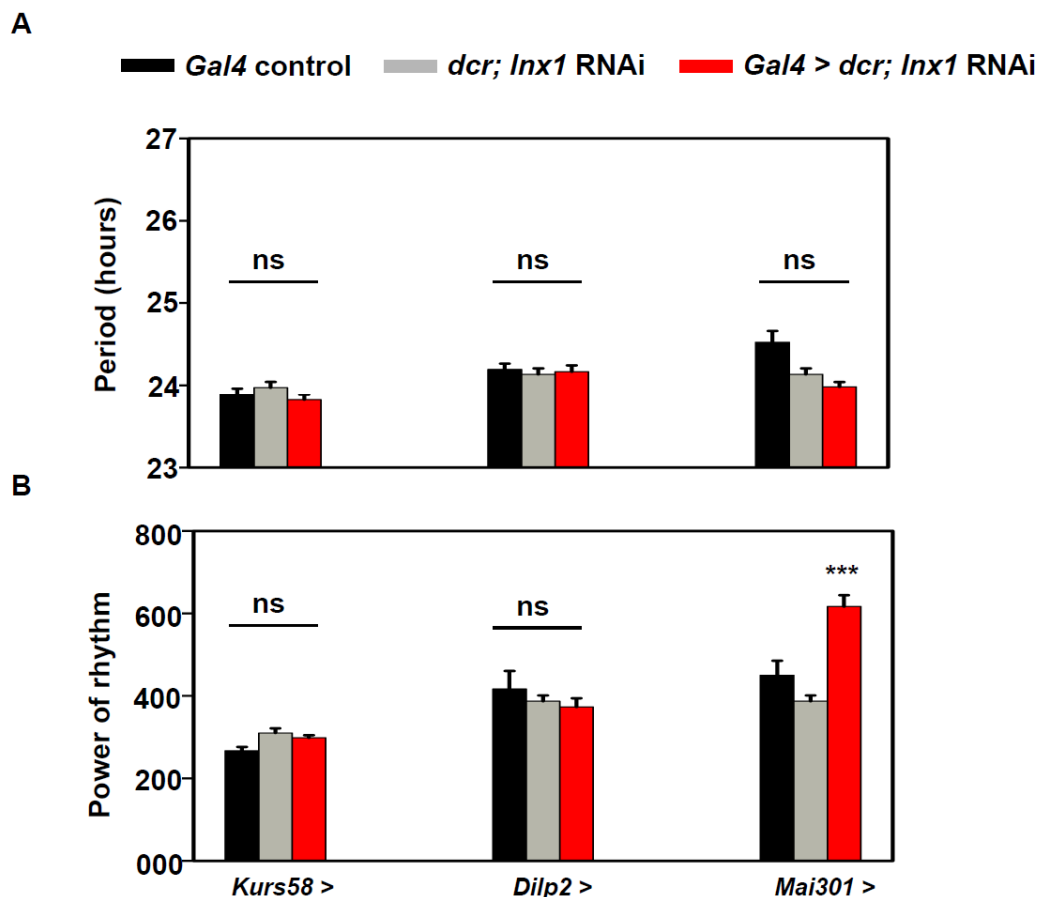 A
Gal4 control dcr; lnx1 RNAi Gal4 > dcr; lnx1 RNAi
27
26
25
24
23
Period (hours)
ns ns ns
B
800
600
400
200
000
Power of rhythm
ns ns ***
Kurs58 > Dilp2 > Mai301 >